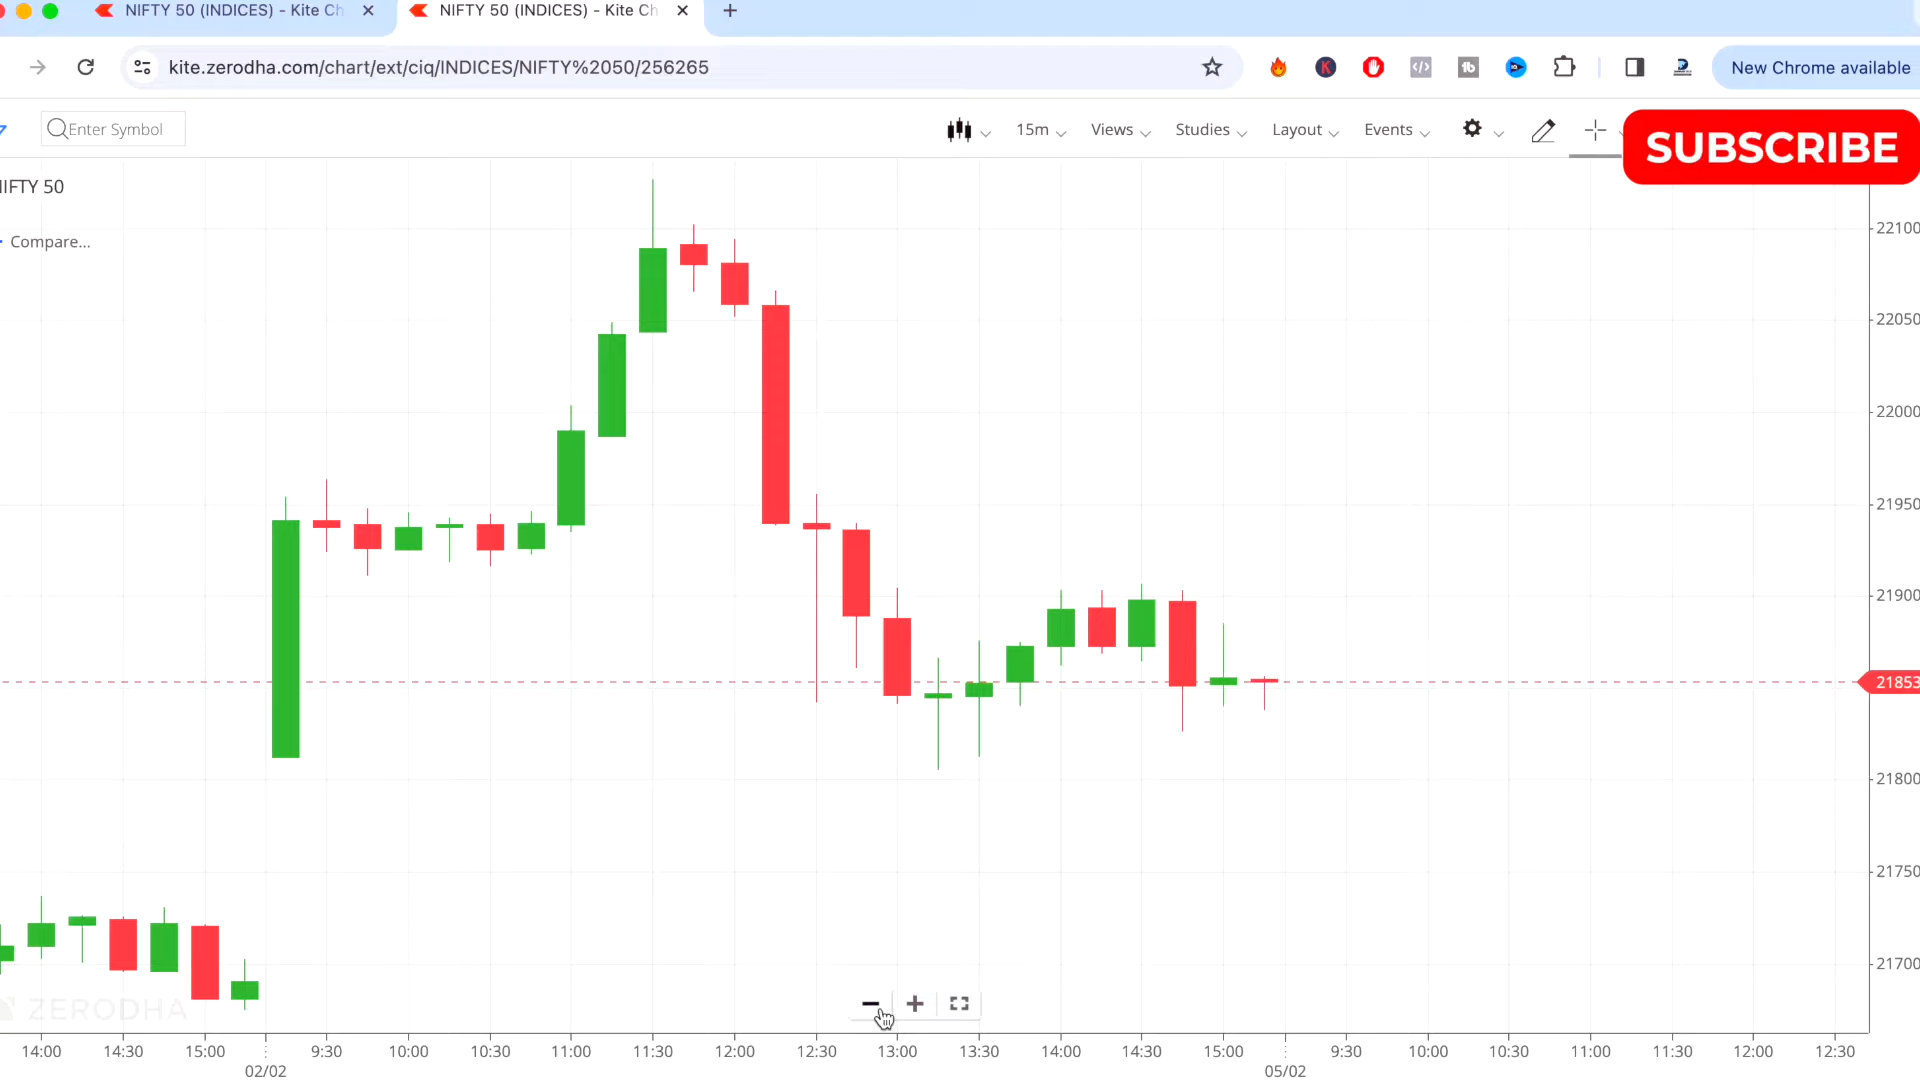 NIFTY 50 (INDICES) - Kite Ch
NIFTY 50 (INDICES) - Kite Ch
kite.zerodha.com/chart/ext/ciq/INDICES/NIFTY%2050/256265
New Chrome available
Enter Symbol
15m
Views
Studies
Layout
Events
SUBSCRIBE
IFTY 50
Compare...
22100
22050
22000
21950
21900
21853
21800
21750
21700
ZERODHA
14:00 14:30 15:00 9:30 10:00 10:30 11:00 11:30 12:00 12:30 13:00 13:30 14:00 14:30 15:00 9:30 10:00 10:30 11:00 11:30 12:00 12:30
02/02 05/02